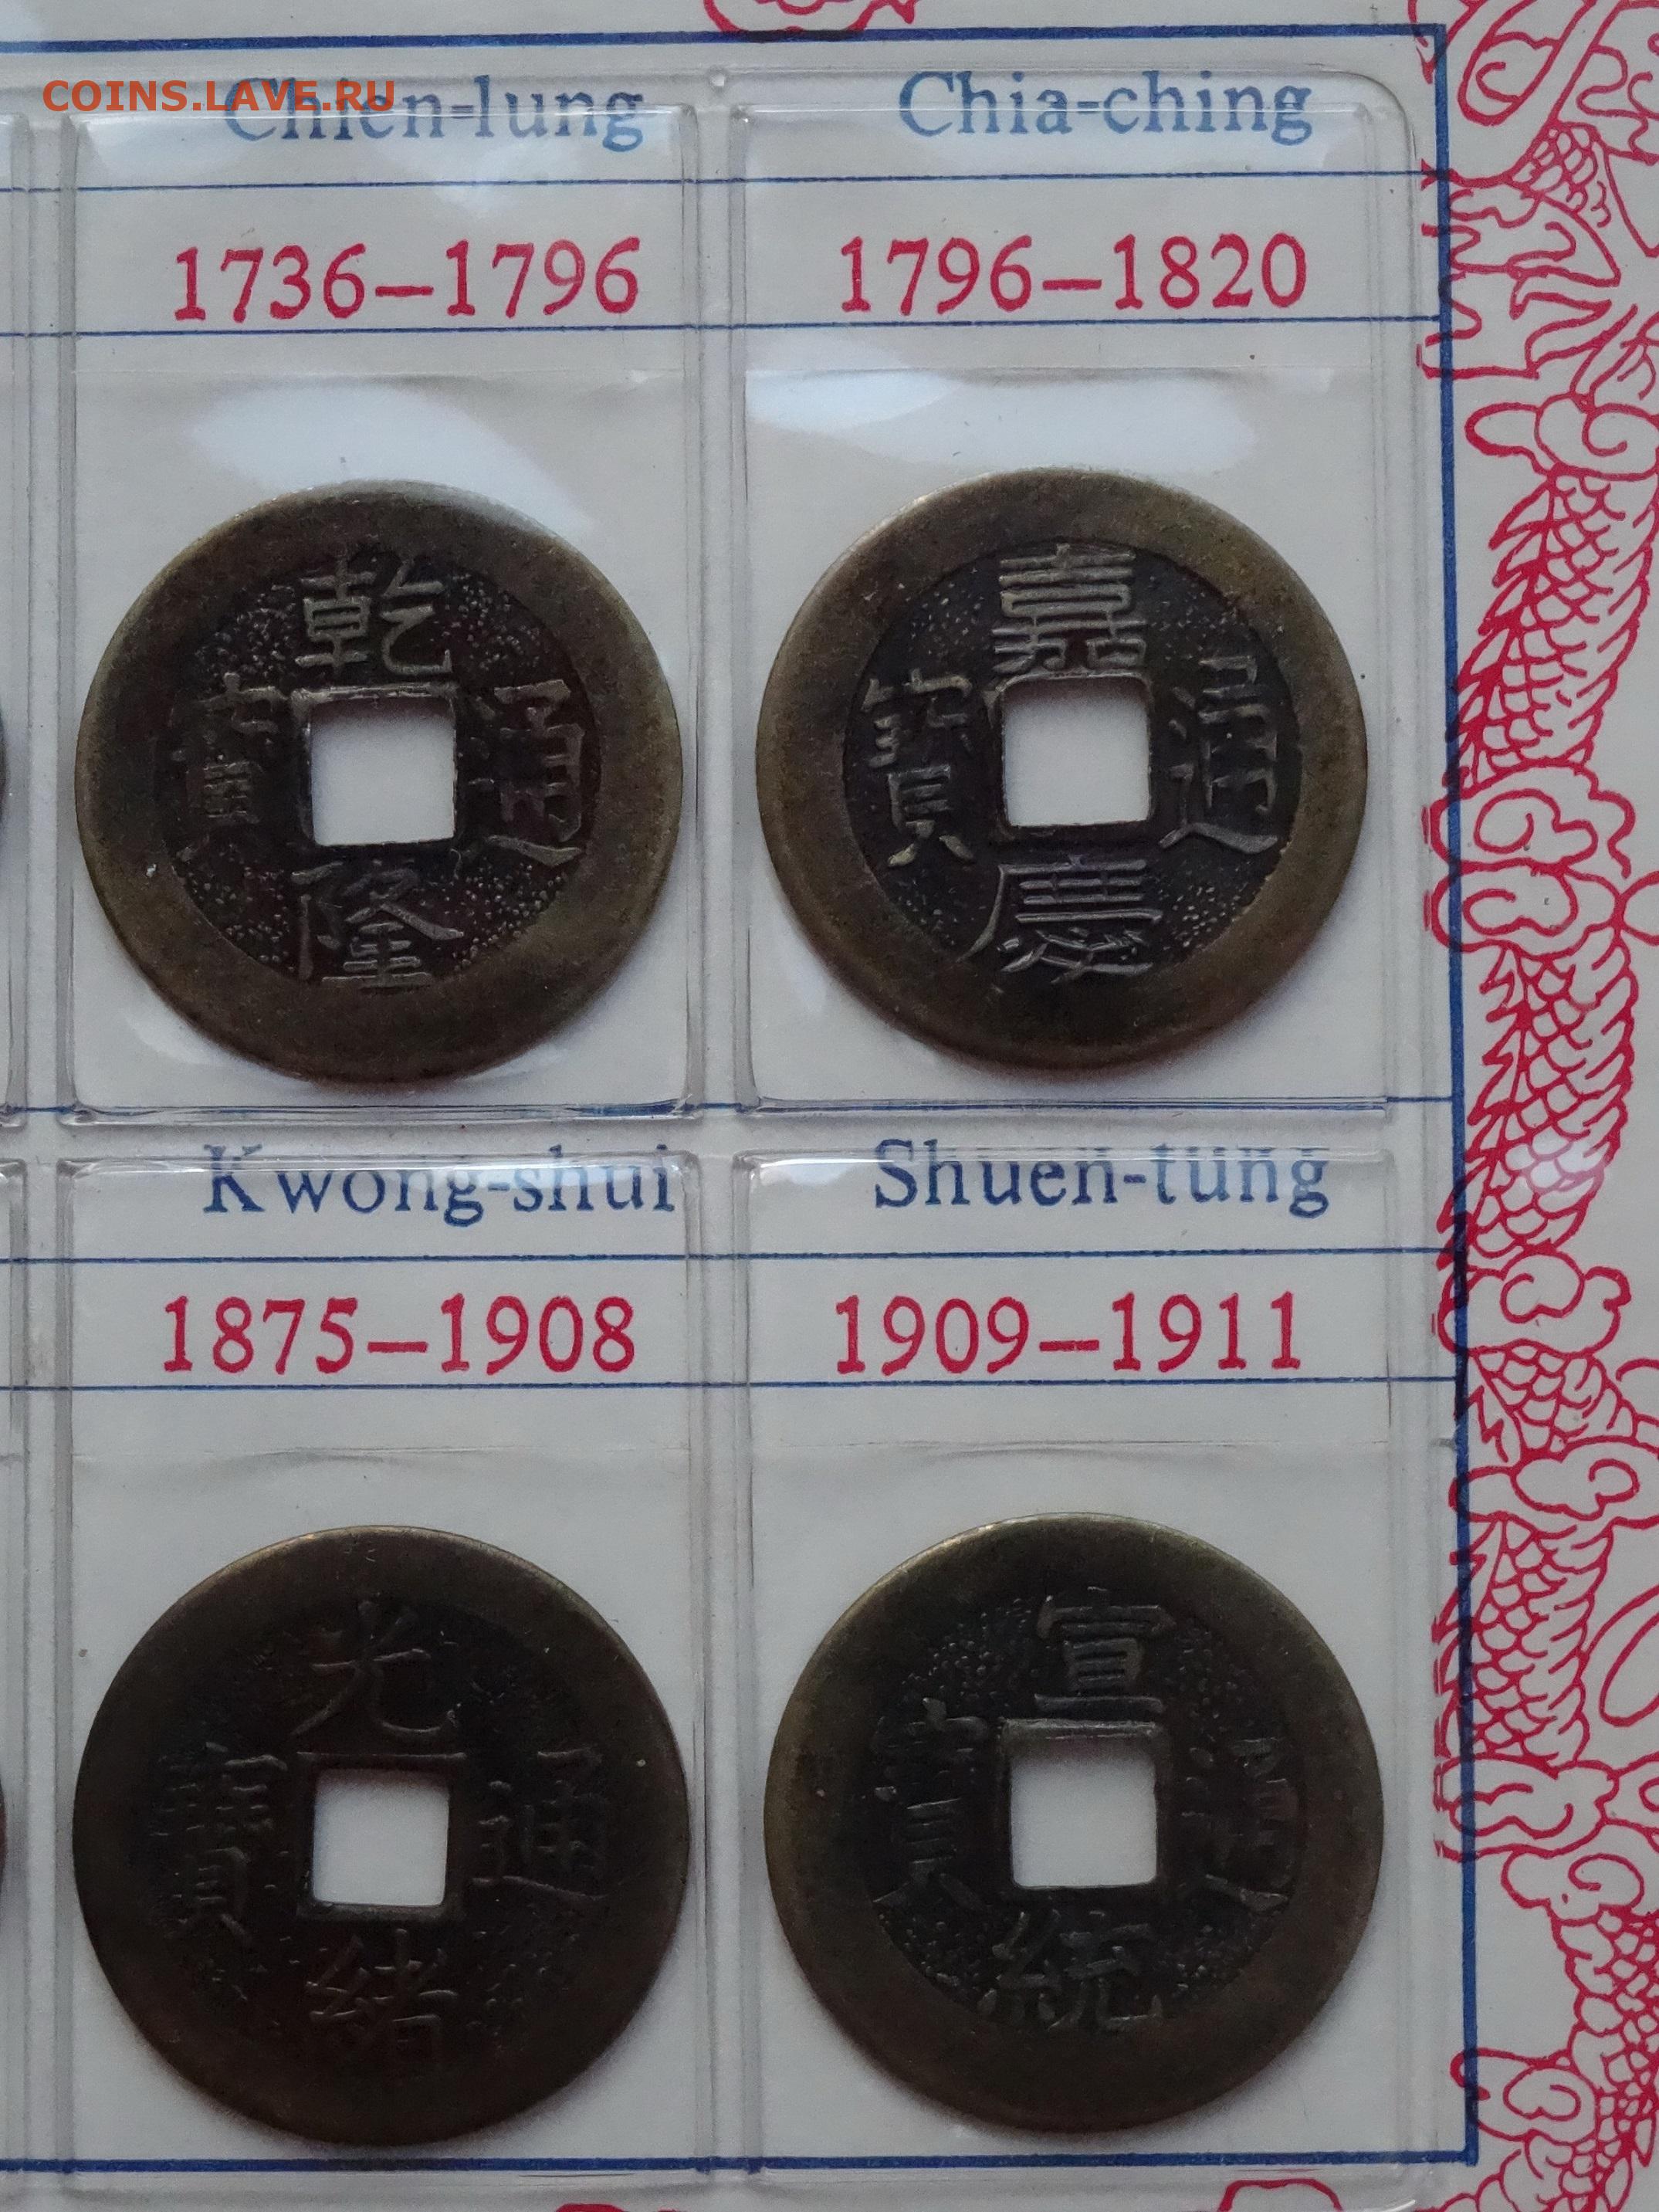 COINS.LAVE.RU
Chien-lung
Chia-ching
1736–1796
1796–1820
乾隆通寶
嘉慶通寶
Kwong-shui
Shuen-tung
1875–1908
1909–1911
光緒通寶
宣統通寶